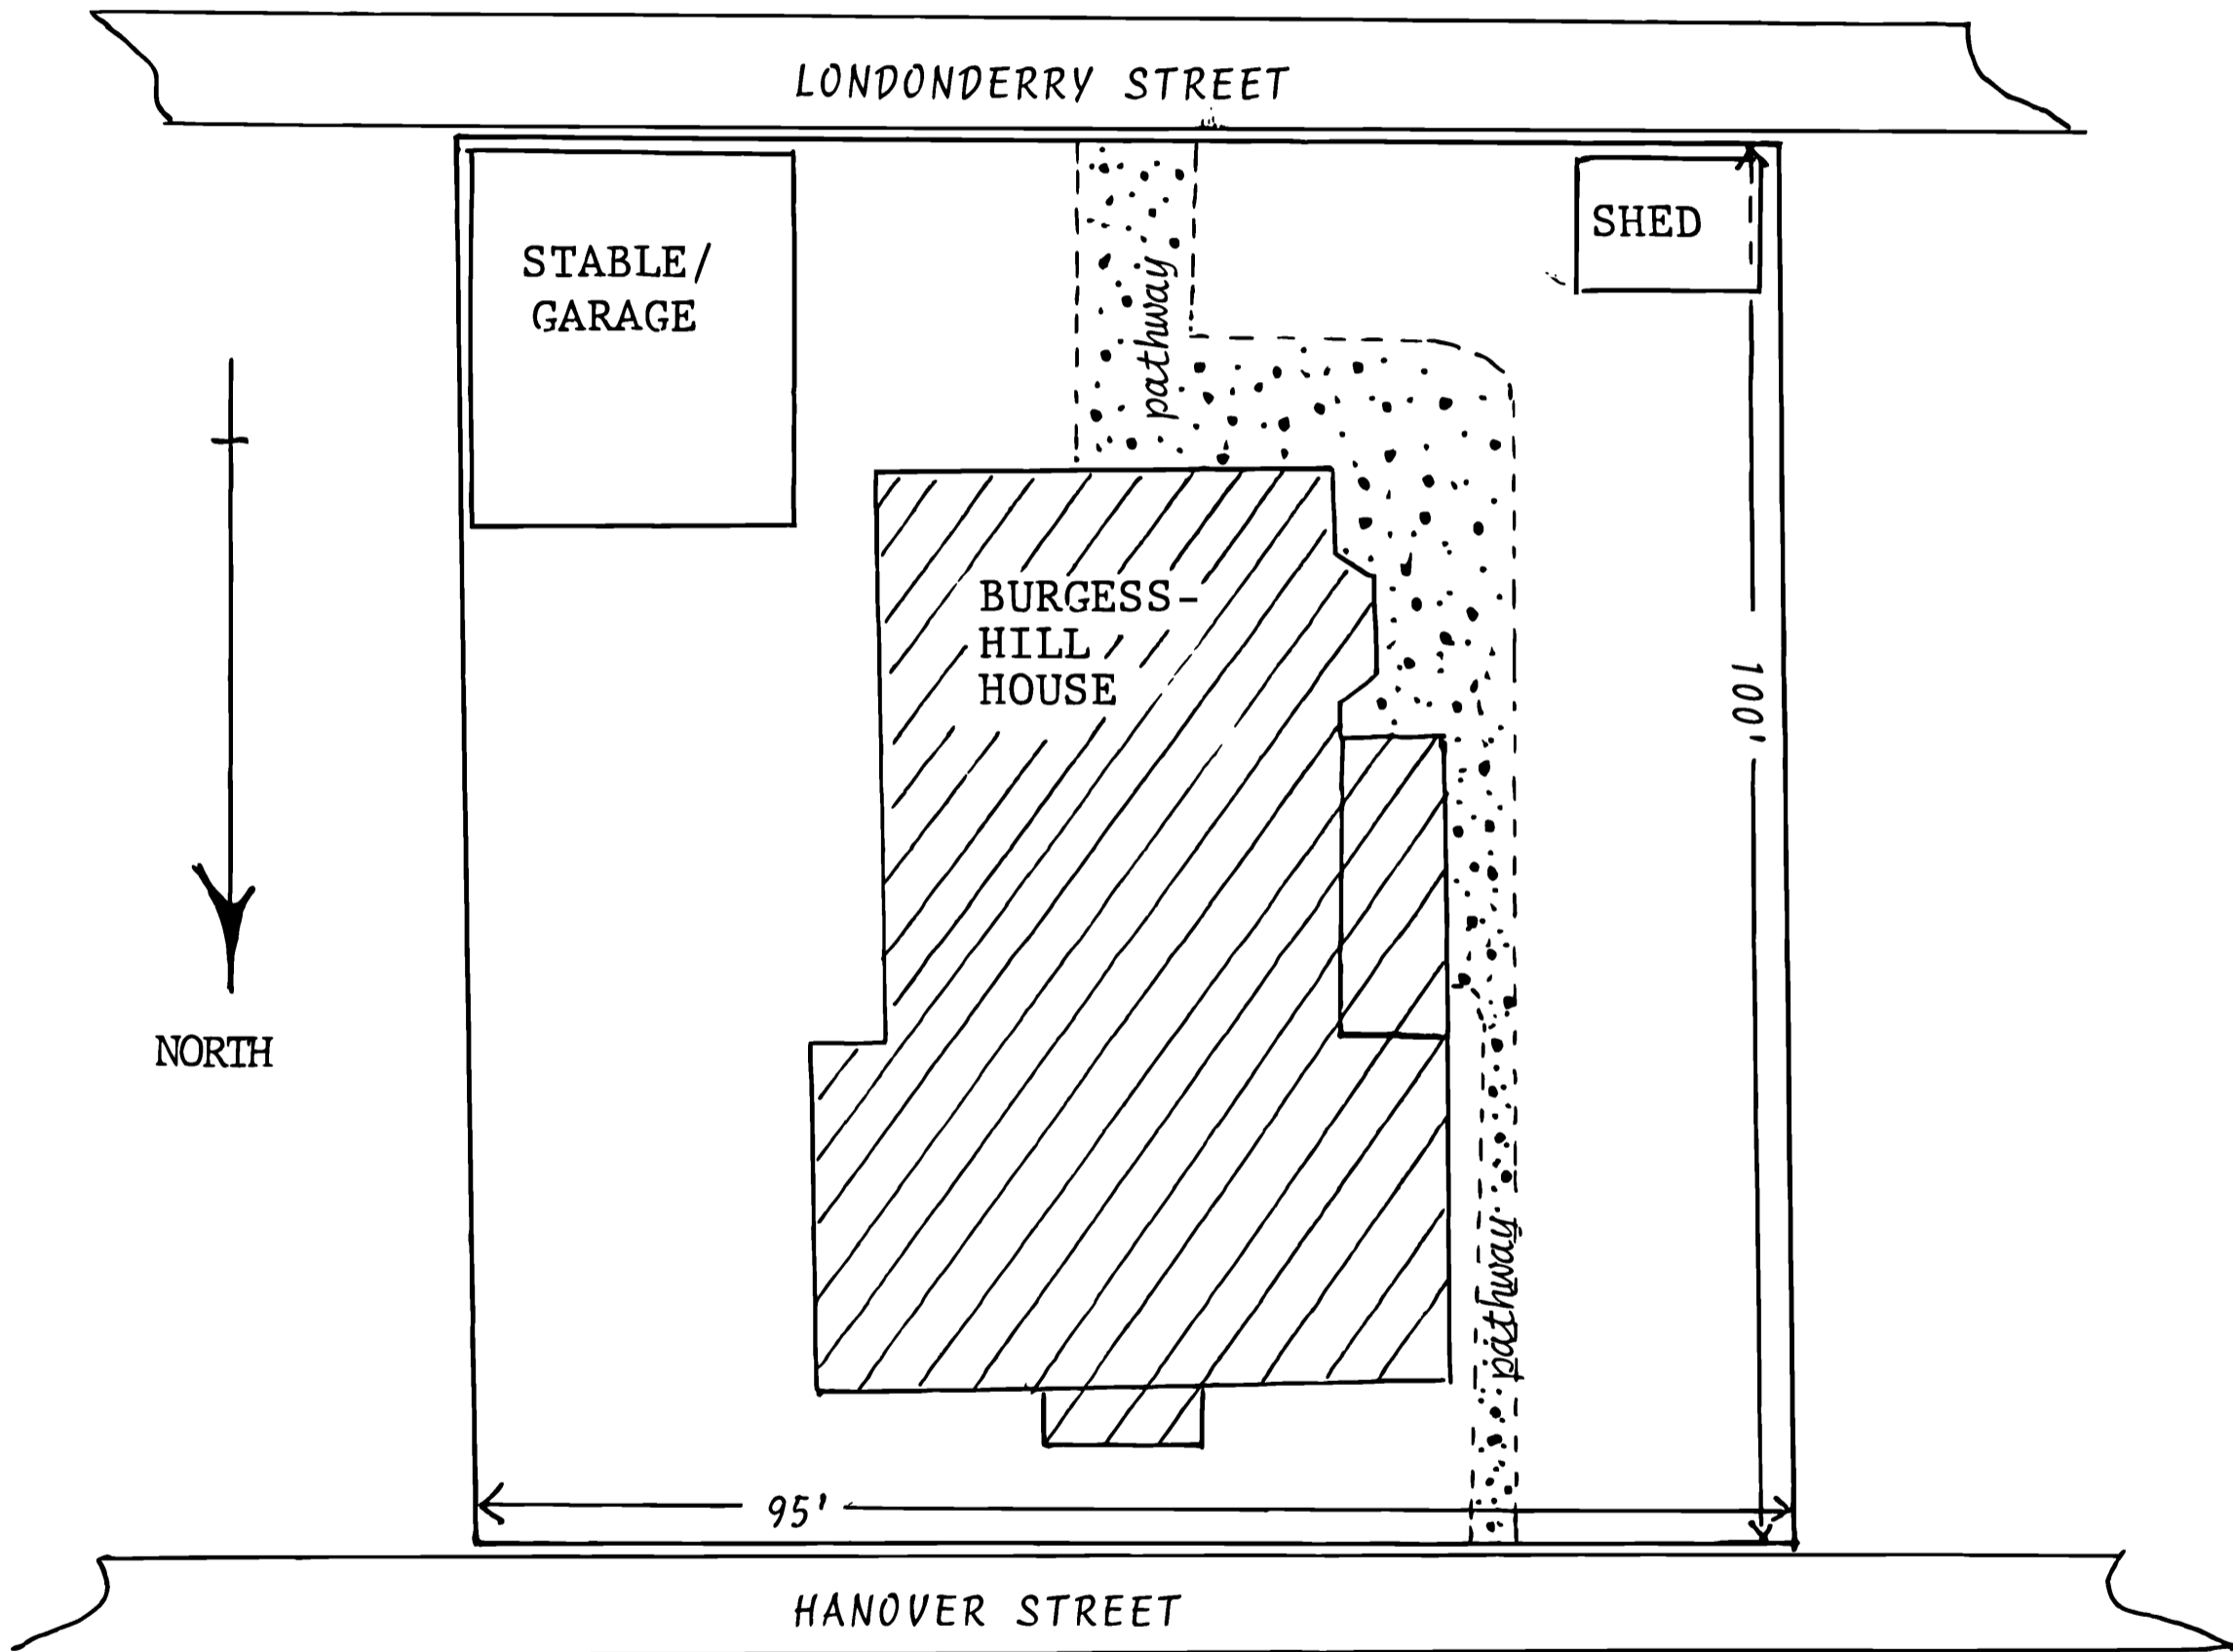 LONDONDERRY STREET
STABLE/
GARAGE
pathway
SHED
BURGESS-
HILL
HOUSE
100'
NORTH
pathway
95'
HANOVER STREET